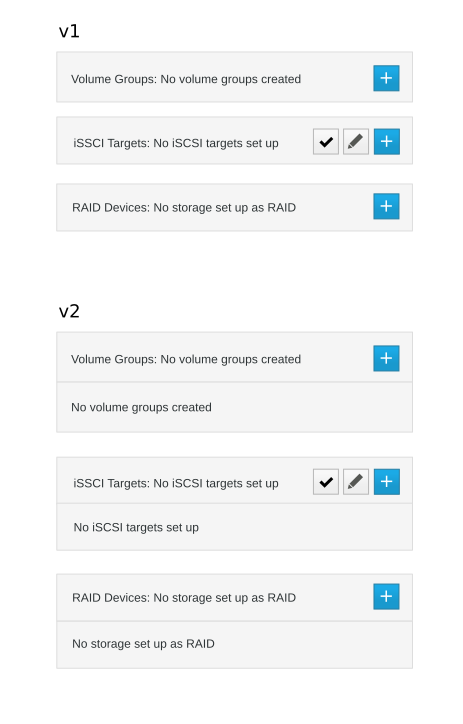 v1
Volume Groups: No volume groups created
iSSCI Targets: No iSCSI targets set up
RAID Devices: No storage set up as RAID
v2
Volume Groups: No volume groups created
No volume groups created
iSSCI Targets: No iSCSI targets set up
No iSCSI targets set up
RAID Devices: No storage set up as RAID
No storage set up as RAID